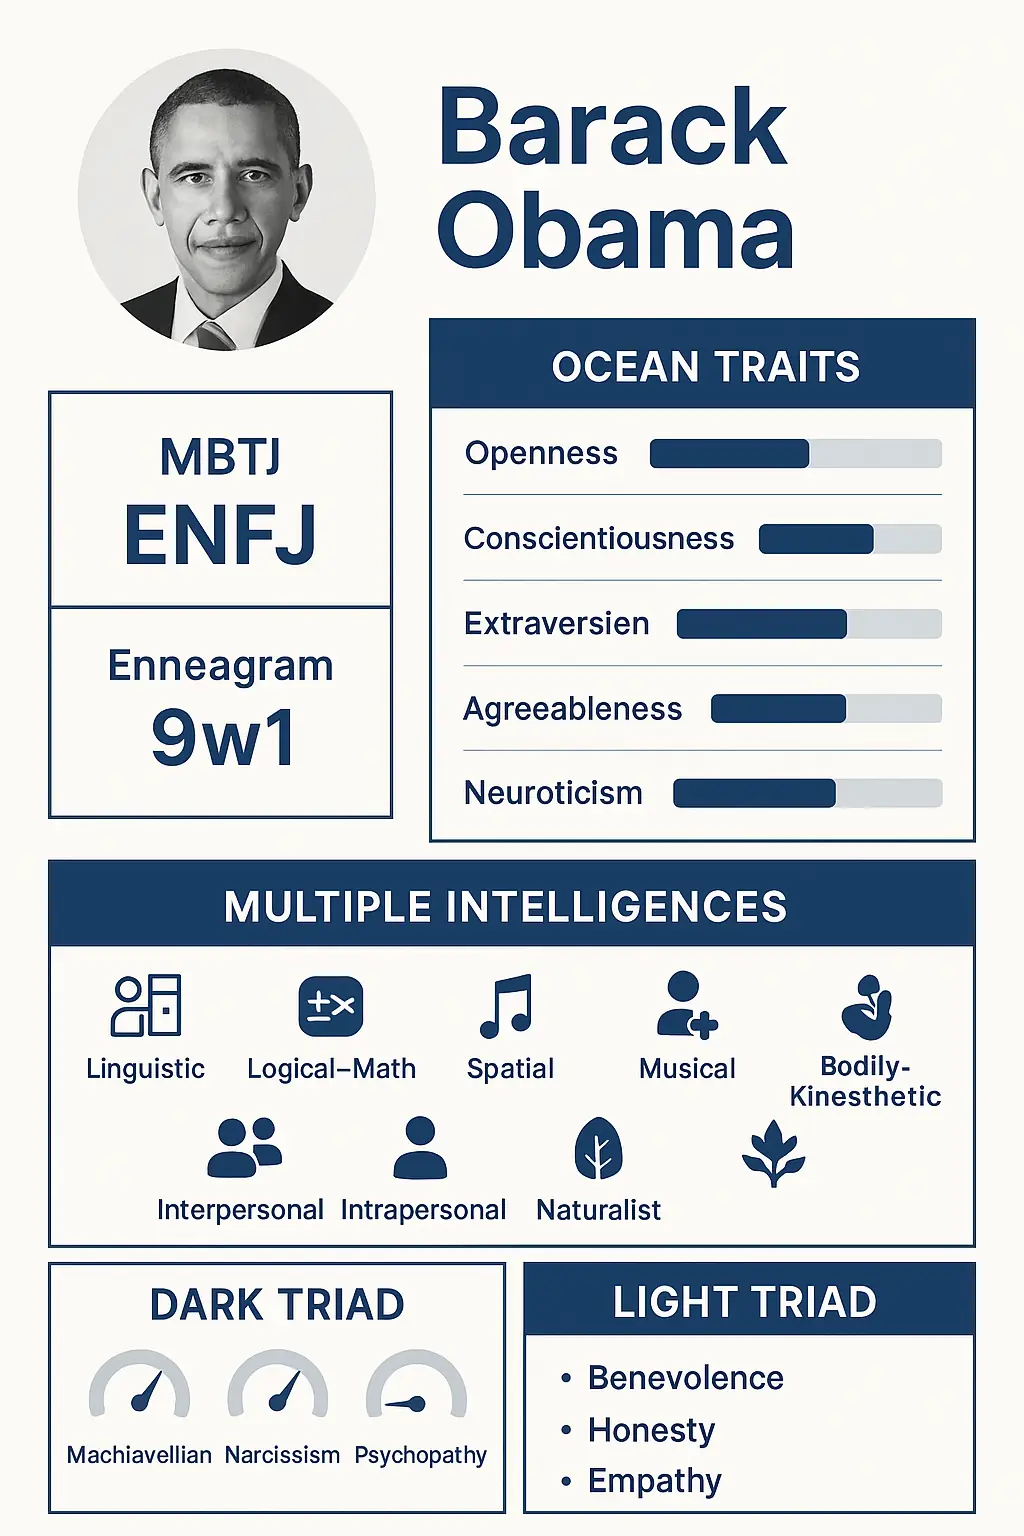 Barack
Obama
MBTJ
ENFJ
Enneagram
9w1
OCEAN TRAITS
Openness
Conscientiousness
Extraversien
Agreeableness
Neuroticism
MULTIPLE INTELLIGENCES
Linguistic
Logical–Math
Spatial
Musical
Bodily-
Kinesthetic
Interpersonal
Intrapersonal
Naturalist
DARK TRIAD
Machiavellian
Narcissism
Psychopathy
LIGHT TRIAD
• Benevolence
• Honesty
• Empathy